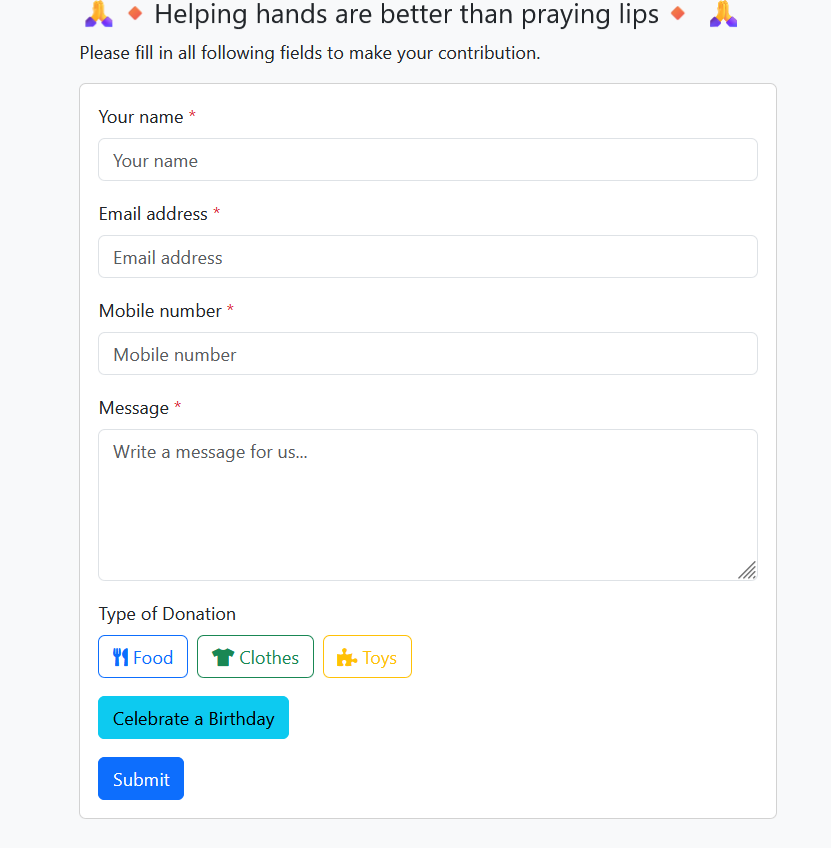 🙏🔸 Helping hands are better than praying lips 🔸 🙏
Please fill in all following fields to make your contribution.
Your name *
Your name
Email address *
Email address
Mobile number *
Mobile number
Message *
Write a message for us...
Type of Donation
Food Clothes Toys
Celebrate a Birthday
Submit